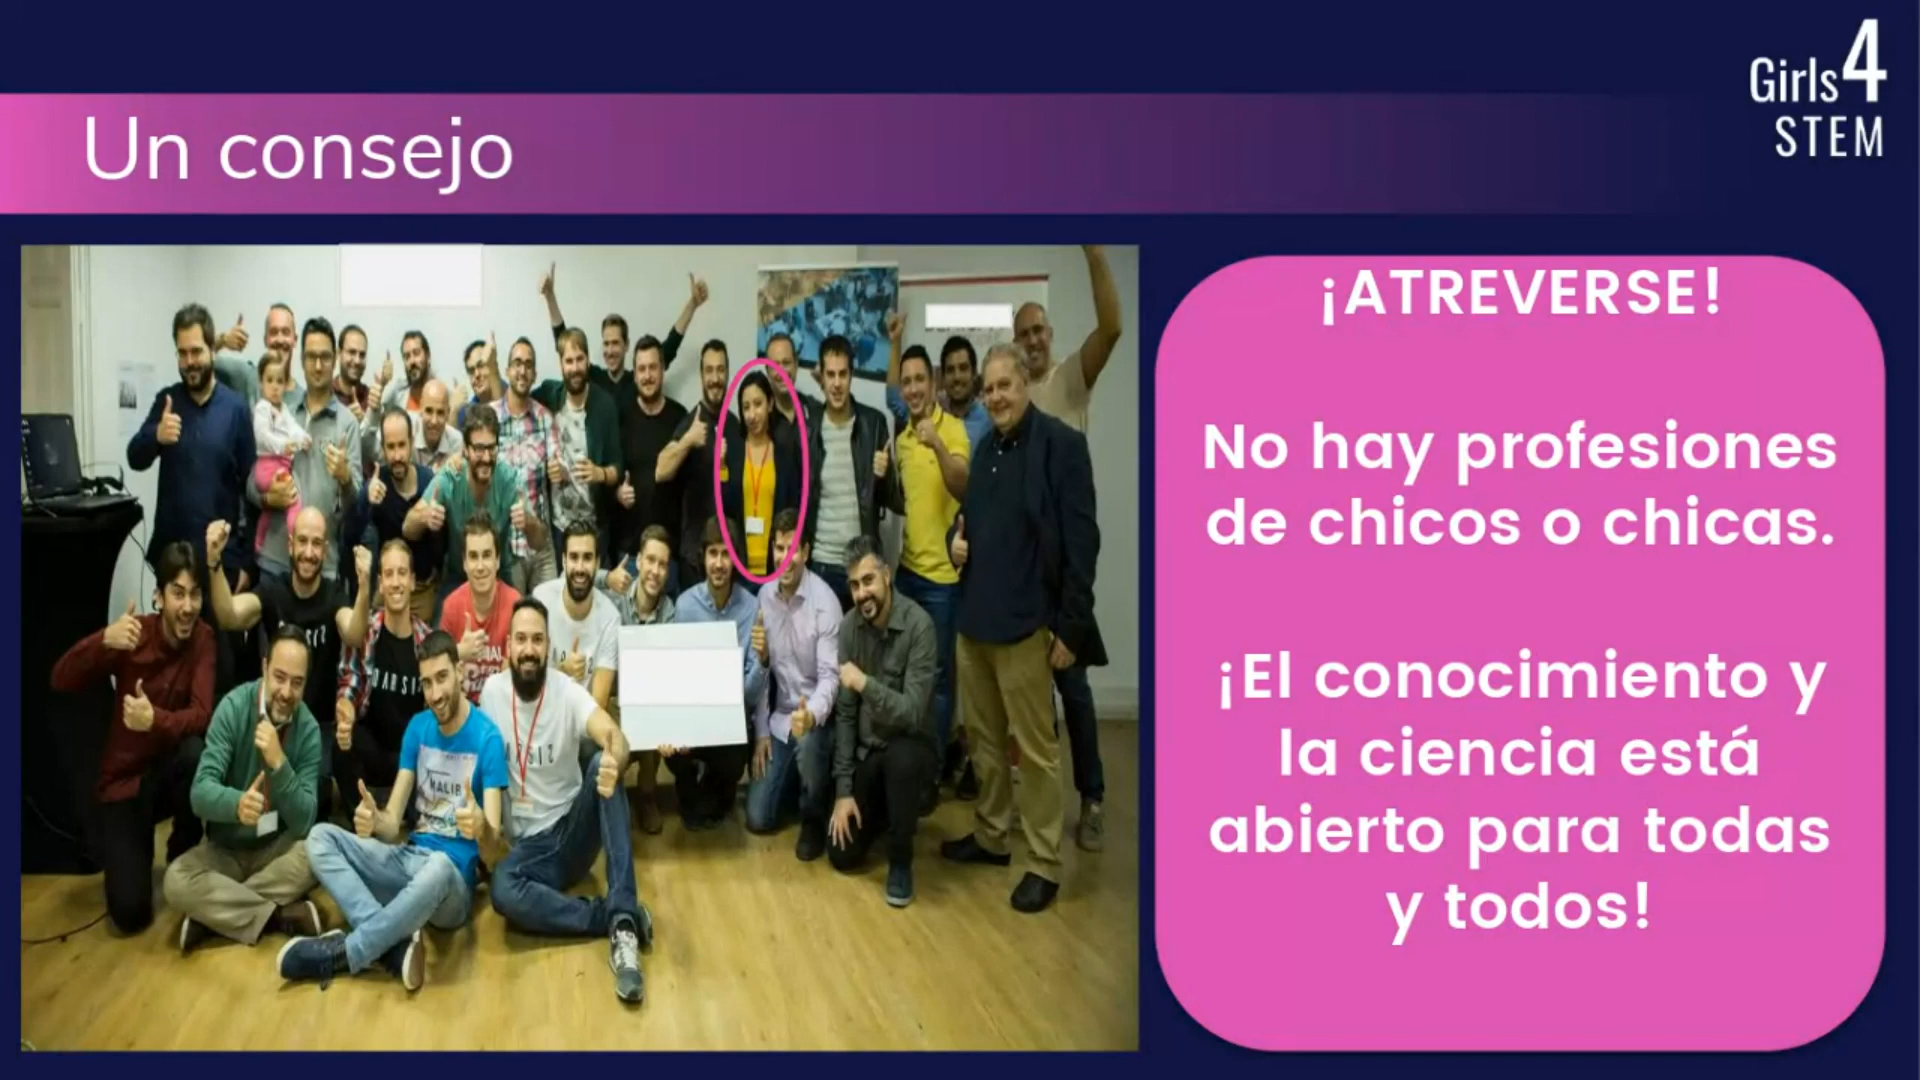 Girls4
STEM
Un consejo
¡ATREVERSE!
No hay profesiones
de chicos o chicas.
¡El conocimiento y
la ciencia está
abierto para todas
y todos!
MALIB